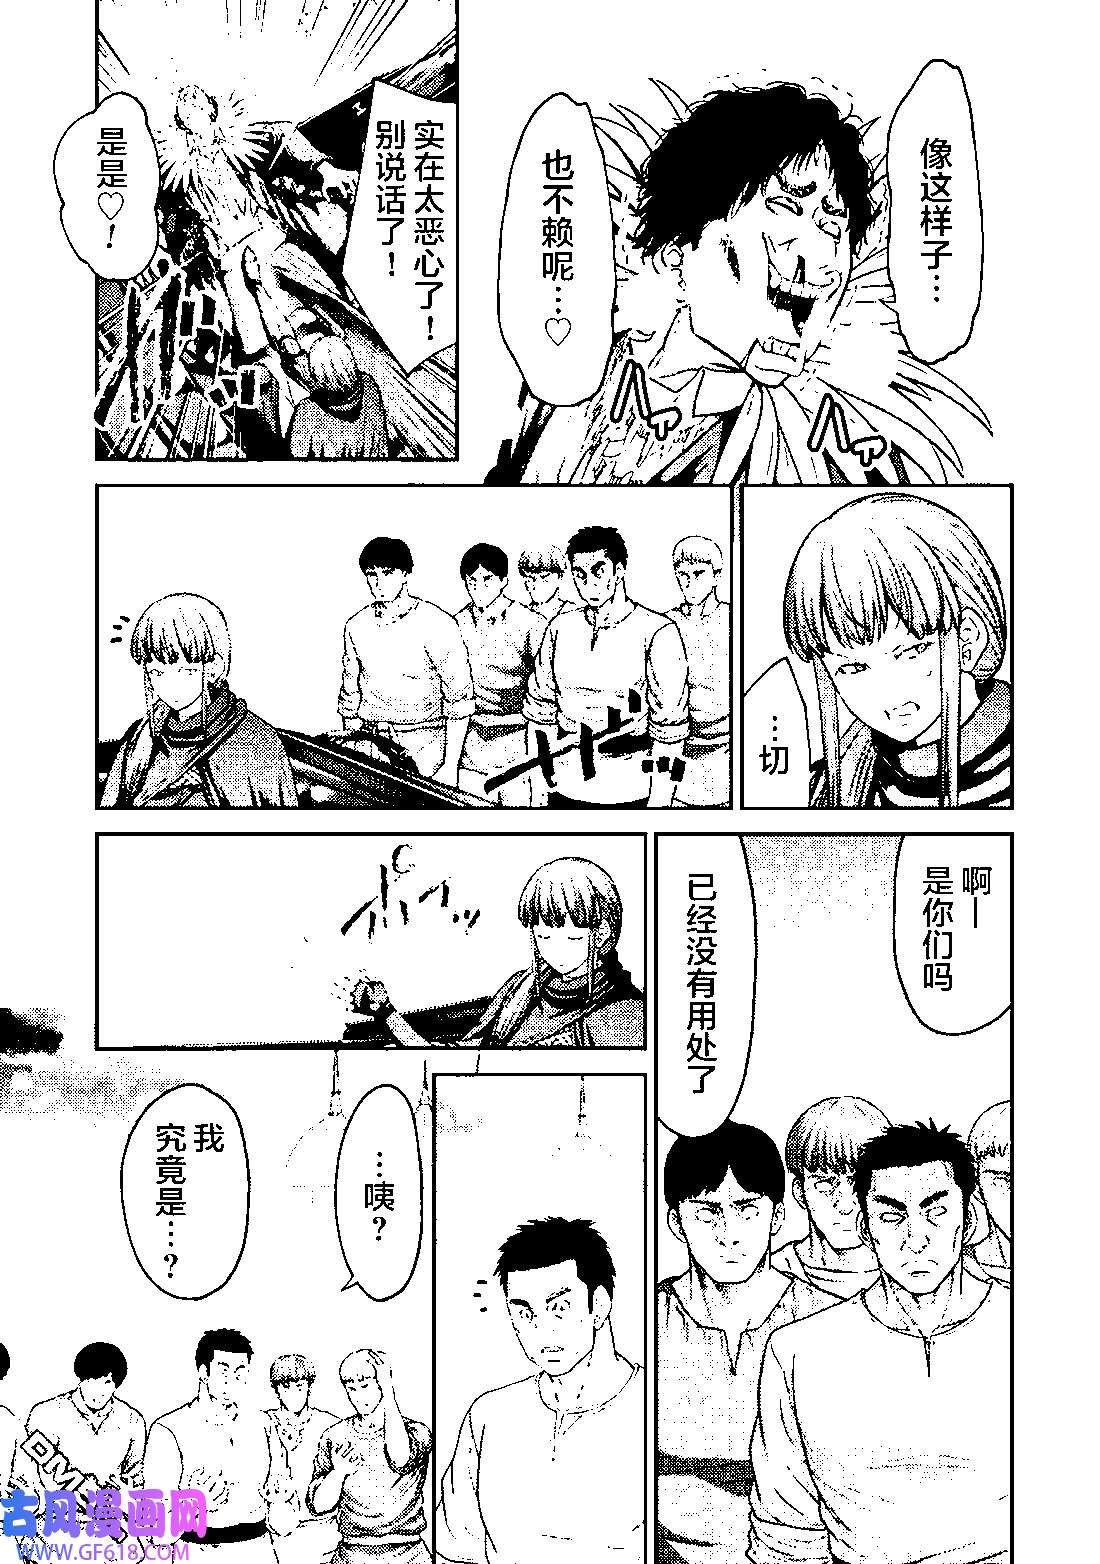 像这样子…
也不赖呢…♡
实在太恶心了！
别说话了！
是是♡！
…切
啊—
是你们吗
已经没有用处了
…咦?
我
究竟是…?
古风漫画网
WWW.GF618.COM